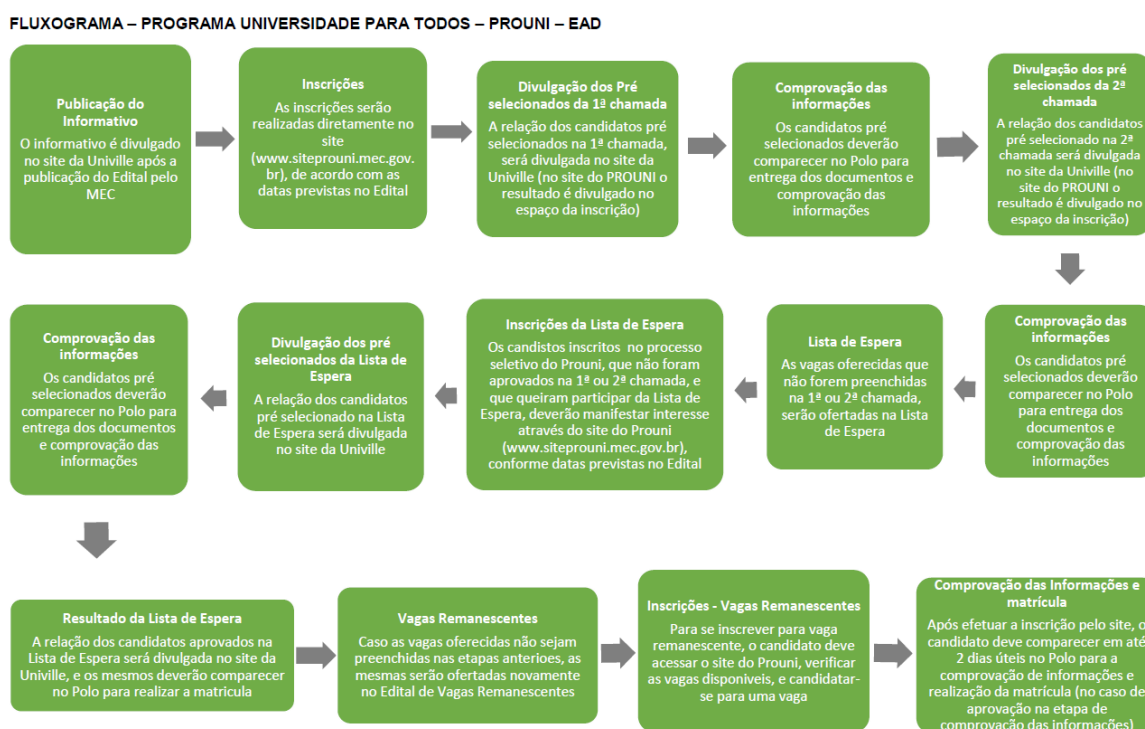 FLUXOGRAMA – PROGRAMA UNIVERSIDADE PARA TODOS – PROUNI – EAD
Publicação do
Informativo
O informativo é divulgado
no site da Univille após a
publicação do Edital pelo
MEC
Inscrições
As inscrições serão
realizadas diretamente no
site
(www.siteprouni.mec.gov.
br), de acordo com as
datas previstas no Edital
Divulgação dos Pré
selecionados da 1ª chamada
A relação dos candidatos pré
selecionados na 1ª chamada,
será divulgada no site da
Univille (no site do PROUNI o
resultado é divulgado no
espaço da inscrição)
Comprovação das
informações
Os candidatos pré
selecionados deverão
comparecer no Polo para
entrega dos documentos e
comprovação das
informações
Divulgação dos pré
selecionados da 2ª
chamada
A relação dos candidatos
pré selecionado na 2ª
chamada será divulgada
no site da Univille (no
site do PROUNI o
resultado é divulgado no
espaço da inscrição)
Comprovação das
informações
Os candidatos pré
selecionados deverão
comparecer no Polo
para entrega dos
documentos e
comprovação das
informações
Lista de Espera
As vagas oferecidas que
não forem preenchidas
na 1ª ou 2ª chamada,
serão ofertadas na Lista
de Espera
Inscrições da Lista de Espera
Os candistos inscritos no processo
seletivo do Prouni, que não foram
aprovados na 1ª ou 2ª chamada, e
que queiram participar da Lista de
Espera, deverão manifestar interesse
através do site do Prouni
(www.siteprouni.mec.gov.br),
conforme datas previstas no Edital
Divulgação dos pré
selecionados da Lista de
Espera
A relação dos candidatos
pré selecionado na Lista
de Espera será divulgada
no site da Univille
Comprovação das
informações
Os candidatos pré
selecionados deverão
comparecer no Polo para
entrega dos documentos
e comprovação das
informações
Resultado da Lista de Espera
A relação dos candidatos aprovados na
Lista de Espera será divulgada no site da
Univille, e os mesmos deverão comparecer
no Polo para realizar a matricula
Vagas Remanescentes
Caso as vagas oferecidas não sejam
preenchidas nas etapas anterioes, as
mesmas serão ofertadas novamente
no Edital de Vagas Remanescentes
Inscrições - Vagas Remanescentes
Para se inscrever para vaga
remanescente, o candidato deve
acessar o site do Prouni, verificar
as vagas disponiveis, e candidatar-
se para uma vaga
Comprovação das Informações e
matrícula
Após efetuar a inscrição pelo site, o
candidato deve comparecer em até
2 dias úteis no Polo para a
comprovação de informações e
realização da matrícula (no caso de
aprovação na etapa de
comprovação das informações)